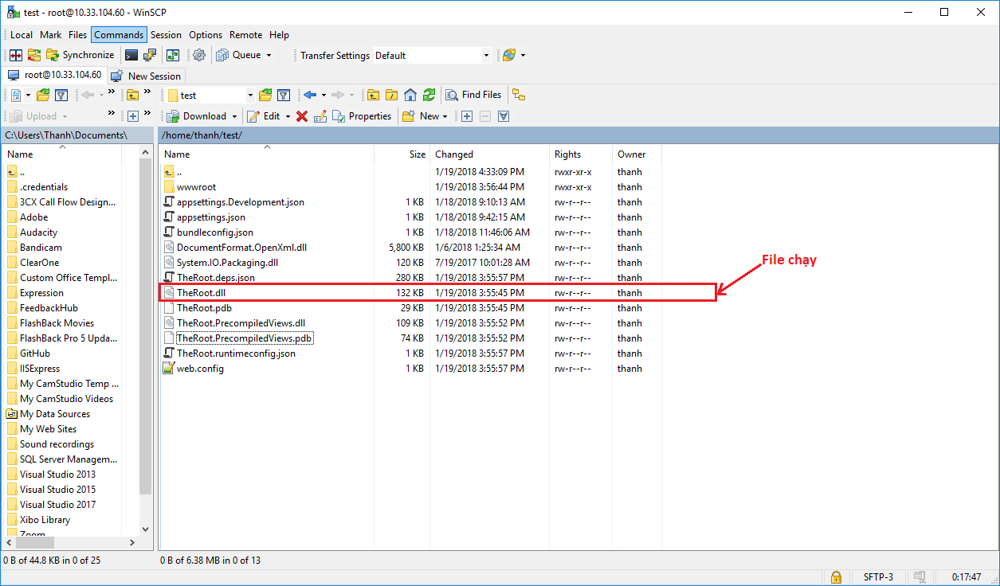 test - root@10.33.104.60 - WinSCP
Local Mark Files Commands Session Options Remote Help
Synchronize Queue Transfer Settings Default
root@10.33.104.60 New Session
test Find Files
Upload Download Edit Properties New
C:\Users\Thanh\Documents\
Name
..
.credentials
3CX Call Flow Design...
Adobe
Audacity
Bandicam
ClearOne
Custom Office Templ...
Expression
FeedbackHub
FlashBack Movies
FlashBack Pro 5 Upda...
GitHub
IISExpress
My CamStudio Temp ...
My CamStudio Videos
My Data Sources
My Web Sites
Sound recordings
SQL Server Managem...
Visual Studio 2013
Visual Studio 2015
Visual Studio 2017
Xibo Library
Zoom
/home/thanh/test/
Name Size Changed Rights Owner
.. 1/19/2018 4:33:09 PM rwxr-xr-x thanh
wwwroot 1/19/2018 3:56:44 PM rwxr-xr-x thanh
appsettings.Development.json 1 KB 1/18/2018 9:10:13 AM rw-r--r-- thanh
appsettings.json 1 KB 1/18/2018 9:42:15 AM rw-r--r-- thanh
bundleconfig.json 1 KB 1/18/2018 11:46:06 AM rw-r--r-- thanh
DocumentFormat.OpenXml.dll 5,800 KB 1/6/2018 1:25:34 AM rw-r--r-- thanh
System.IO.Packaging.dll 120 KB 7/19/2017 10:01:28 AM rw-r--r-- thanh
TheRoot.deps.json 280 KB 1/19/2018 3:55:57 PM rw-r--r-- thanh
TheRoot.dll 132 KB 1/19/2018 3:55:45 PM rw-r--r-- thanh
TheRoot.pdb 29 KB 1/19/2018 3:55:45 PM rw-r--r-- thanh
TheRoot.PrecompiledViews.dll 109 KB 1/19/2018 3:55:52 PM rw-r--r-- thanh
TheRoot.PrecompiledViews.pdb 74 KB 1/19/2018 3:55:52 PM rw-r--r-- thanh
TheRoot.runtimeconfig.json 1 KB 1/19/2018 3:55:57 PM rw-r--r-- thanh
web.config 1 KB 1/19/2018 3:55:57 PM rw-r--r-- thanh
File chạy
0 B of 44.8 KB in 0 of 25
0 B of 6.38 MB in 0 of 13
SFTP-3 0:17:47